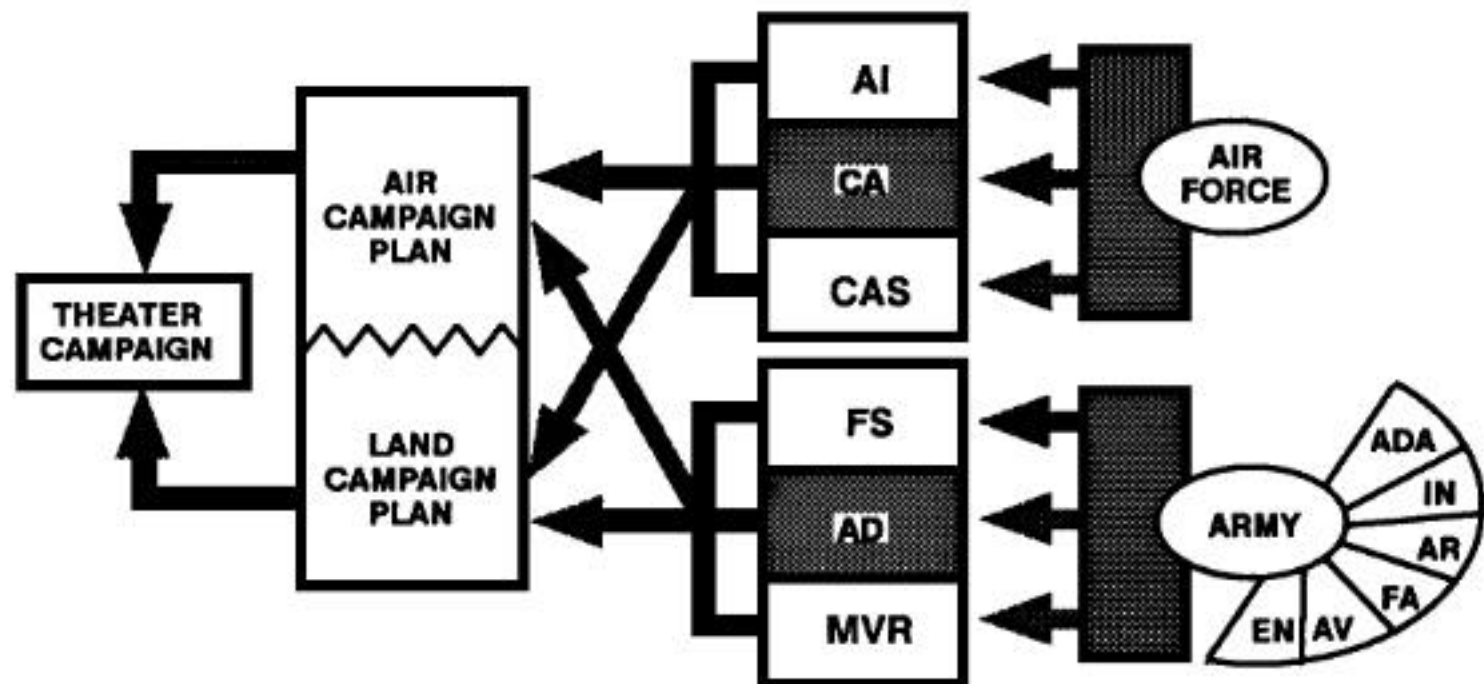 THEATER
CAMPAIGN
AIR
CAMPAIGN
PLAN
LAND
CAMPAIGN
PLAN
AI
CA
CAS
FS
AD
MVR
AIR
FORCE
ARMY
ADA
IN
AR
FA
AV
EN